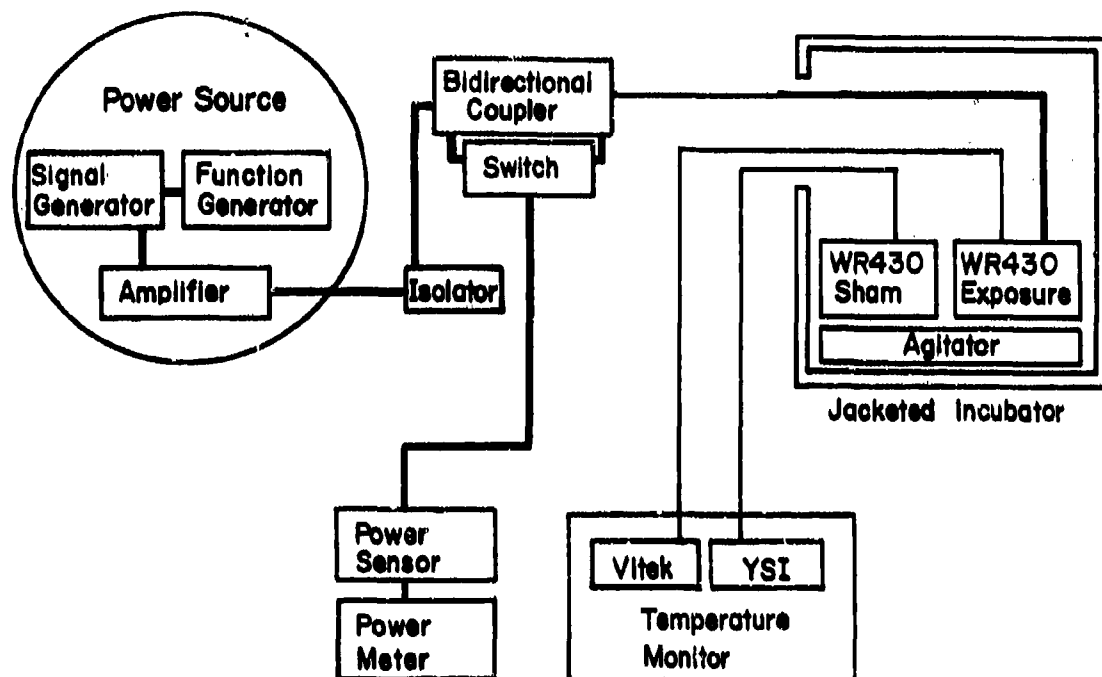 Power Source
Signal
Generator
Function
Generator
Amplifier
Isolator
Bidirectional
Coupler
Switch
WR430
Sham
WR430
Exposure
Agitator
Jacketed Incubator
Power
Sensor
Power
Meter
Vitek
YSI
Temperature
Monitor